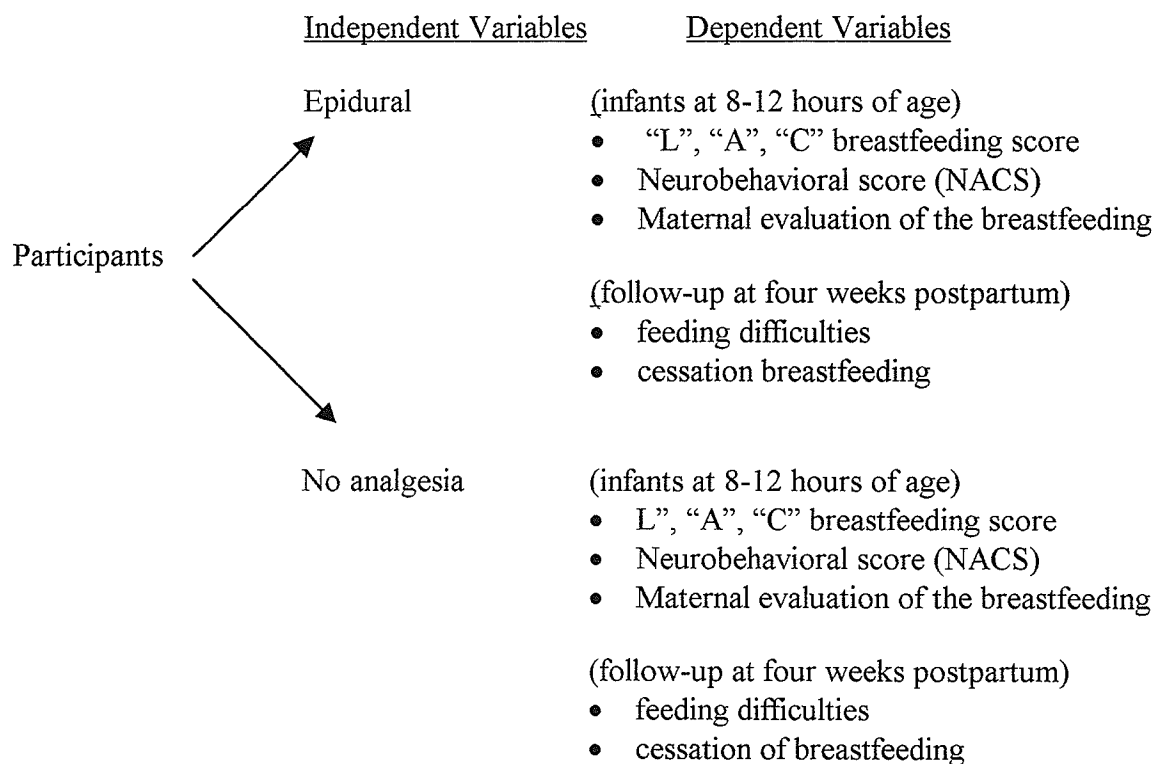 Independent Variables Dependent Variables
Epidural (infants at 8-12 hours of age)
• “L”, “A”, “C” breastfeeding score
• Neurobehavioral score (NACS)
• Maternal evaluation of the breastfeeding
Participants
(follow-up at four weeks postpartum)
• feeding difficulties
• cessation breastfeeding
No analgesia (infants at 8-12 hours of age)
• L”, “A”, “C” breastfeeding score
• Neurobehavioral score (NACS)
• Maternal evaluation of the breastfeeding
(follow-up at four weeks postpartum)
• feeding difficulties
• cessation of breastfeeding